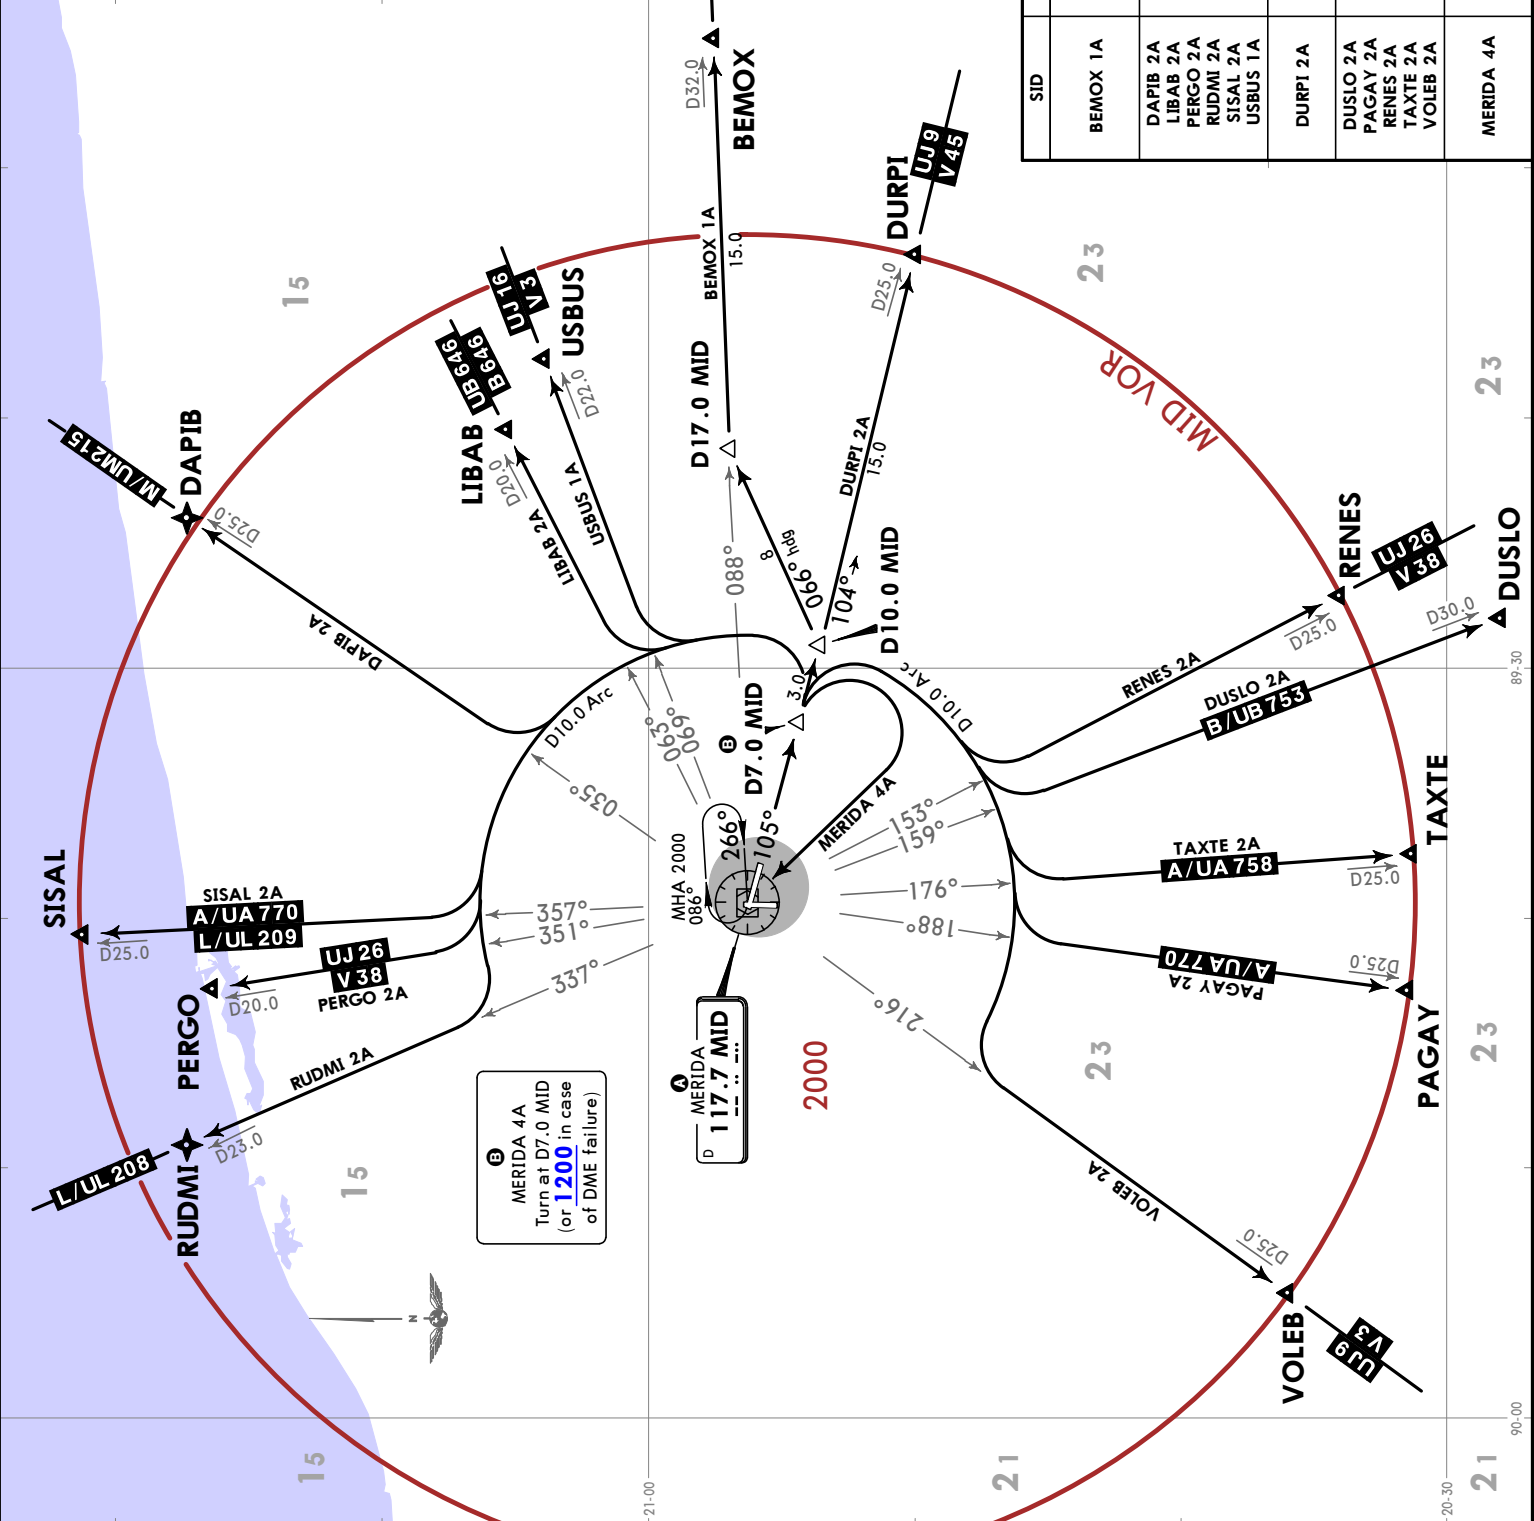 SISAL
SISAL 2A
A/UA 770
L/UL 209
D25.0
PERGO
UJ 26
V 38
PERGO 2A
D20.0
RUDMI
L/UL 208
RUDMI 2A
D23.0
DAPIB
M/UM215
DAPIB 2A
D25.0
LIBAB
UB 646
B 646
LIBAB 2A
D20.0
USBUS
UJ 16
V 3
USBUS 1A
D22.0
BEMOX
D32.0
BEMOX 1A
15.0
D17.0 MID
088°
066° hdg
8
DURPI
UJ 9
V 45
D25.0
DURPI 2A
15.0
104°
D10.0 MID
3.0
B
D7.0 MID
105°
D10.0 Arc
D10.0 Arc
035°
063°
069°
357°
351°
337°
MHA 2000
086°
266°
MERIDA 4A
153°
159°
176°
188°
216°
A
MERIDA
D
117.7 MID
B
MERIDA 4A
Turn at D7.0 MID
(or 1200 in case
of DME failure)
2000
MID VOR
N
RENES
UJ 26
V 38
RENES 2A
D25.0
DUSLO
DUSLO 2A
B/UB 753
D30.0
TAXTE
TAXTE 2A
A/UA 758
D25.0
PAGAY
A/UA 770
PAGAY 2A
D25.0
VOLEB
VOLEB 2A
D25.0
UJ 9
V 3
15
15
15
23
23
23
23
21
21
21-00
20-30
89-30
90-00
SID
BEMOX 1A
DAPIB 2A
LIBAB 2A
PERGO 2A
RUDMI 2A
SISAL 2A
USBUS 1A
DURPI 2A
DUSLO 2A
PAGAY 2A
RENES 2A
TAXTE 2A
VOLEB 2A
MERIDA 4A